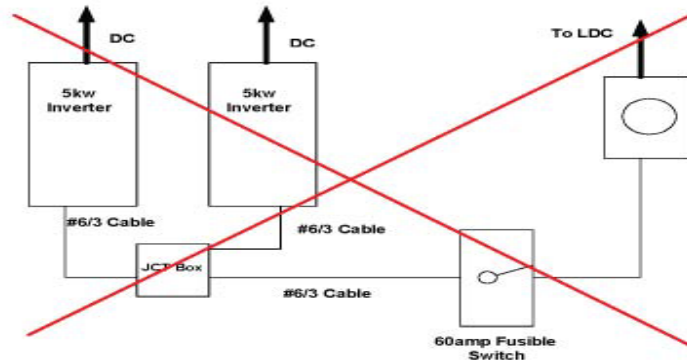 DC
DC
To LDC
5kw
Inverter
5kw
Inverter
#6/3 Cable
#6/3 Cable
JCT Box
#6/3 Cable
60amp Fusible
Switch